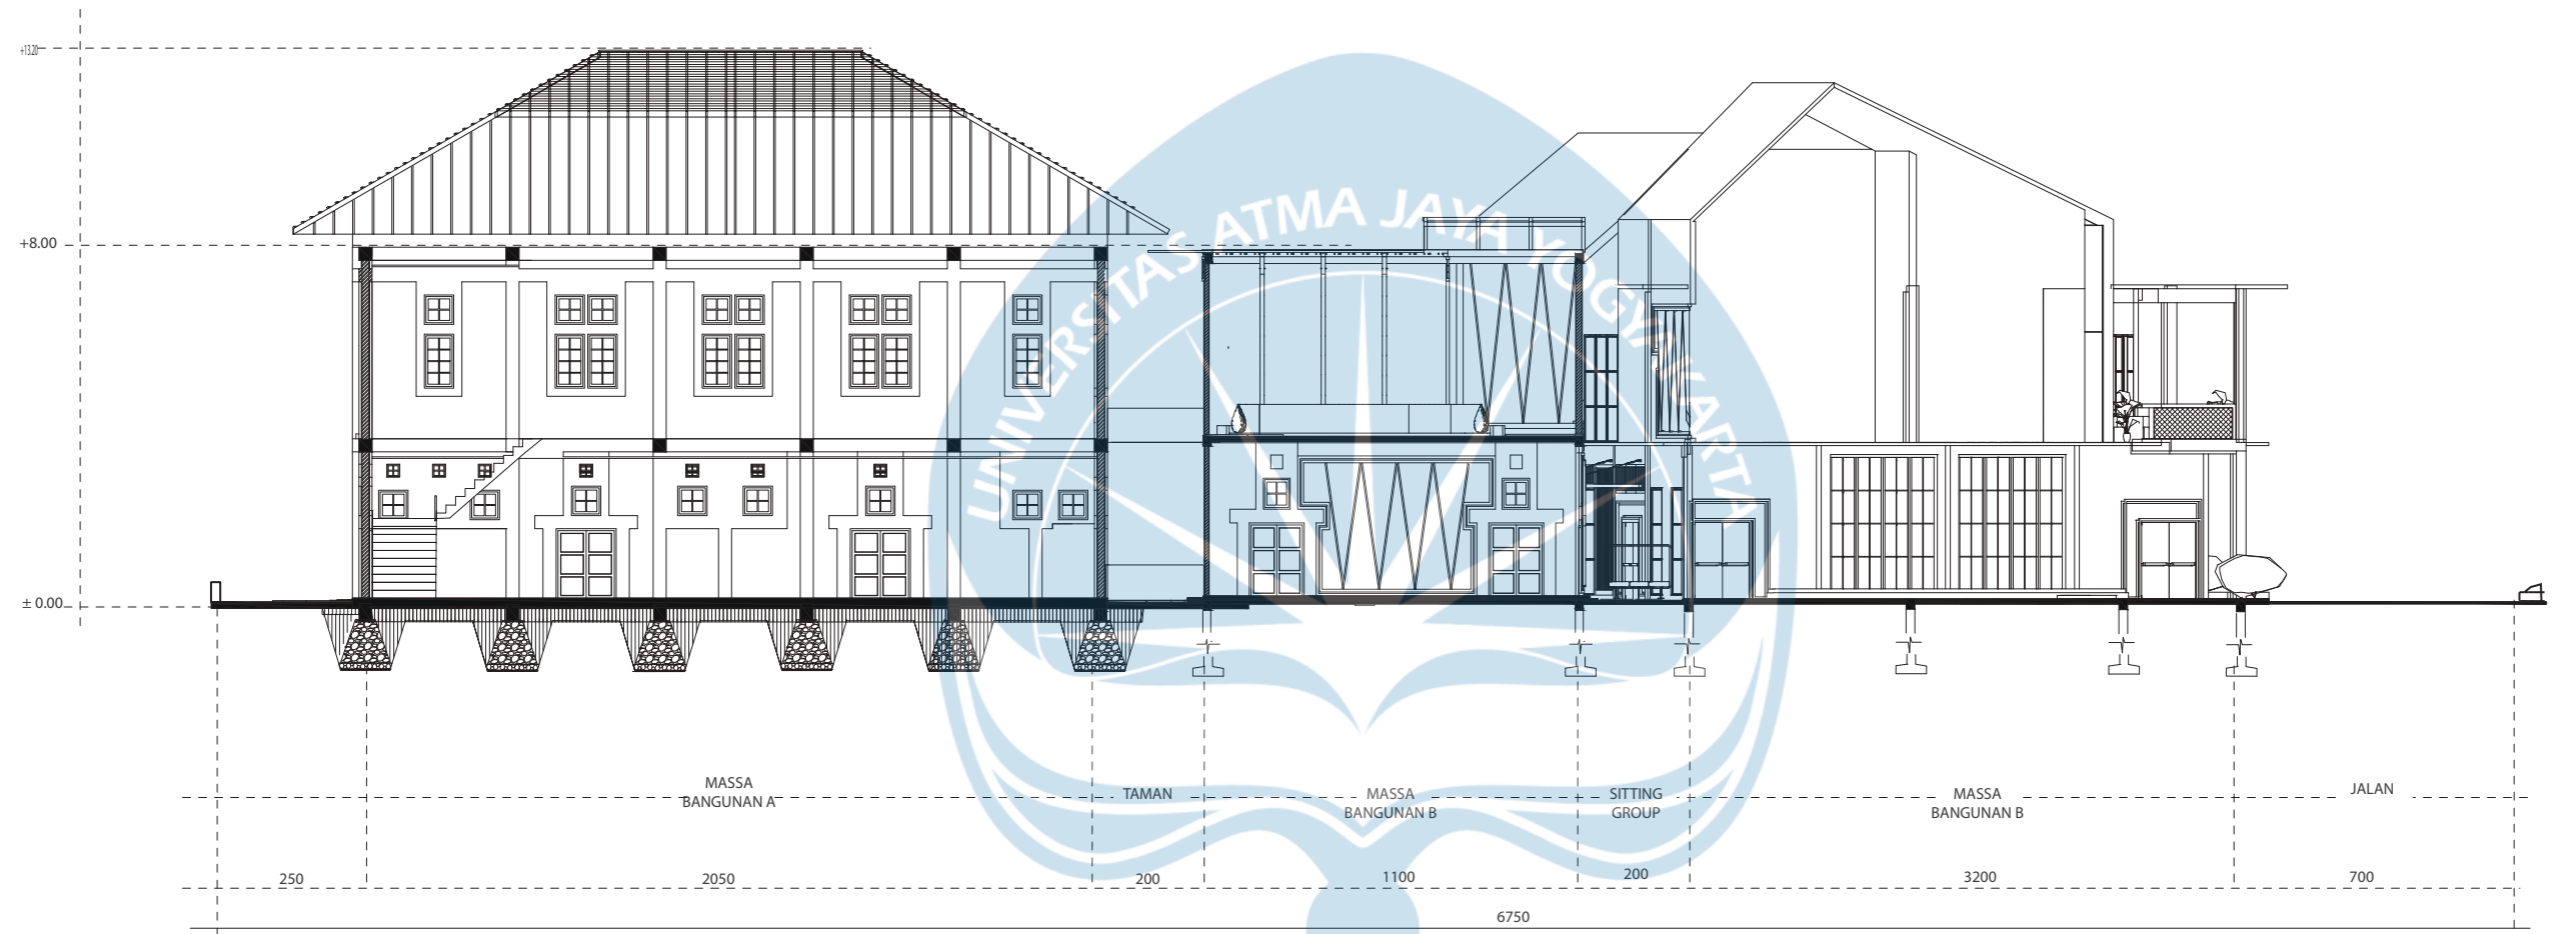 +13.20
+8.00
± 0.00
UNIVERSITAS ATMA JAYA YOGYAKARTA
MASSA
BANGUNAN A
TAMAN
MASSA
BANGUNAN B
SITTING
GROUP
MASSA
BANGUNAN B
JALAN
250
2050
200
1100
200
3200
700
6750